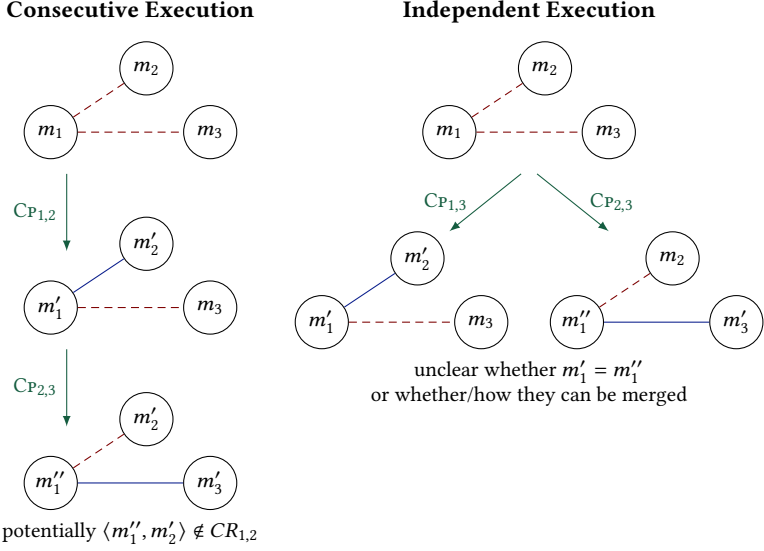 Consecutive Execution
m₂
m₁
m₃
Cp₁,₂
m′₂
m′₁
m₃
Cp₂,₃
m′₂
m″₁
m′₃
potentially ⟨m″₁, m′₂⟩ ∉ CR₁,₂
Independent Execution
m₂
m₁
m₃
Cp₁,₃
Cp₂,₃
m′₂
m′₁
m₃
m₂
m″₁
m′₃
unclear whether m′₁ = m″₁
or whether/how they can be merged